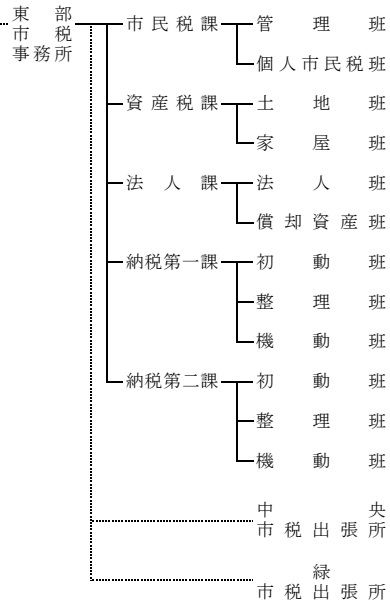 東部
市税
事務所
市民税課
管理班
個人市民税班
資産税課
土地班
家屋班
法人課
法人班
償却資産班
納税第一課
初動班
整理班
機動班
納税第二課
初動班
整理班
機動班
中央
市税出張所
緑
市税出張所